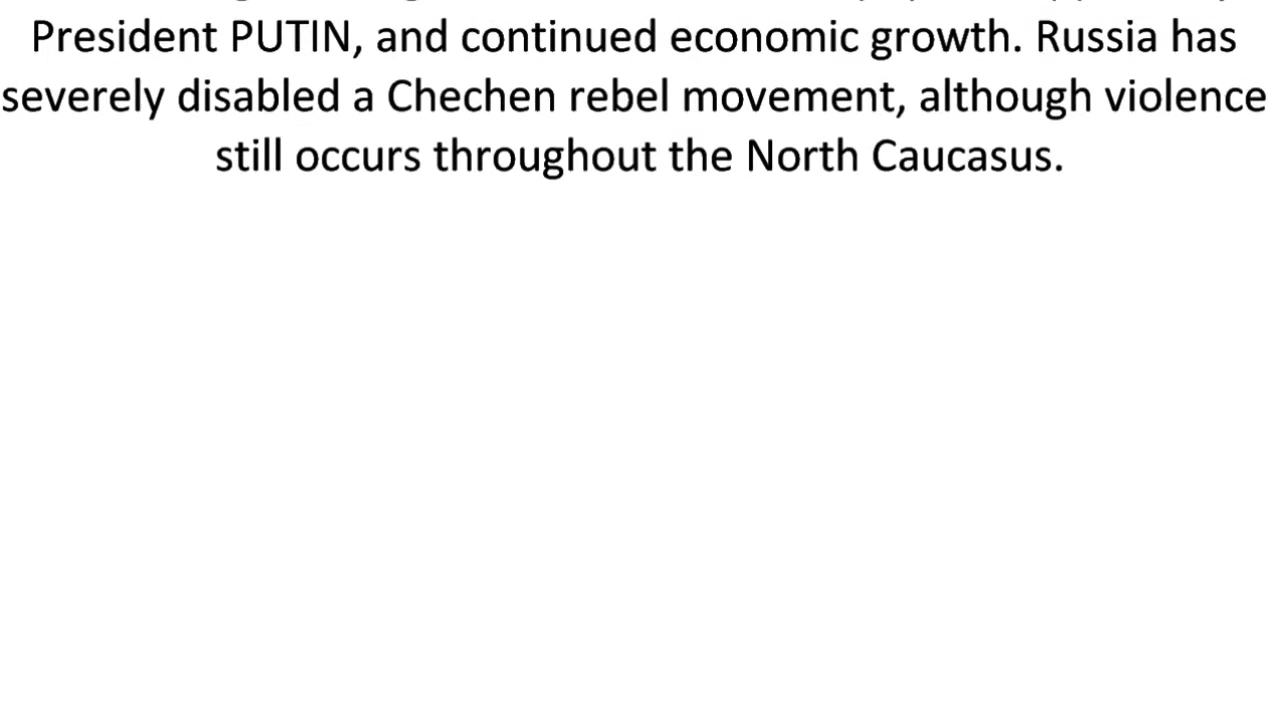 President PUTIN, and continued economic growth. Russia has
severely disabled a Chechen rebel movement, although violence
still occurs throughout the North Caucasus.